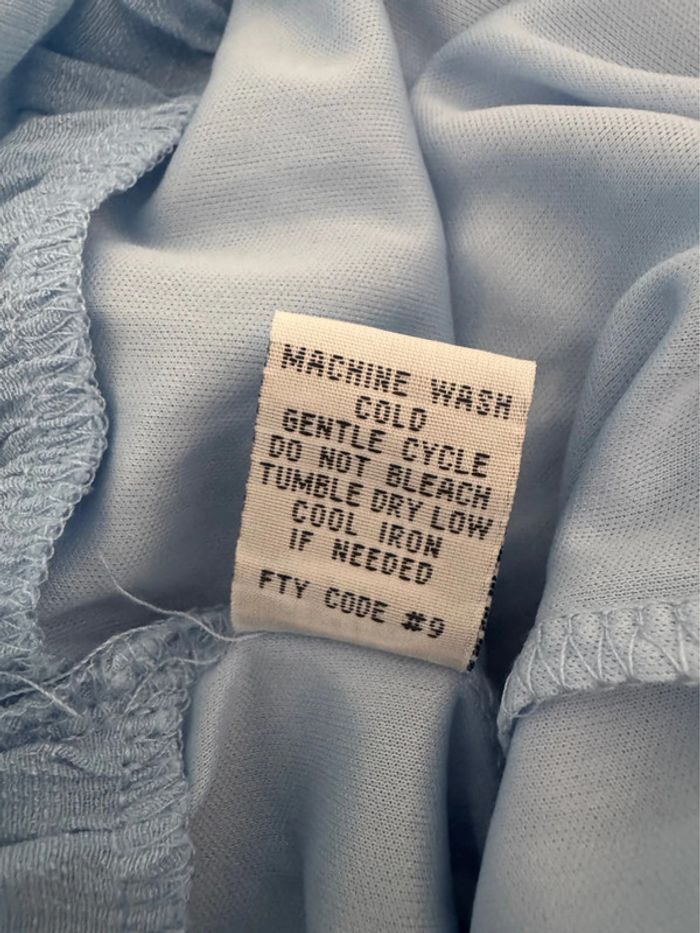 MACHINE WASH
COLD
GENTLE CYCLE
DO NOT BLEACH
TUMBLE DRY LOW
COOL IRON
IF NEEDED
FTY CODE #9